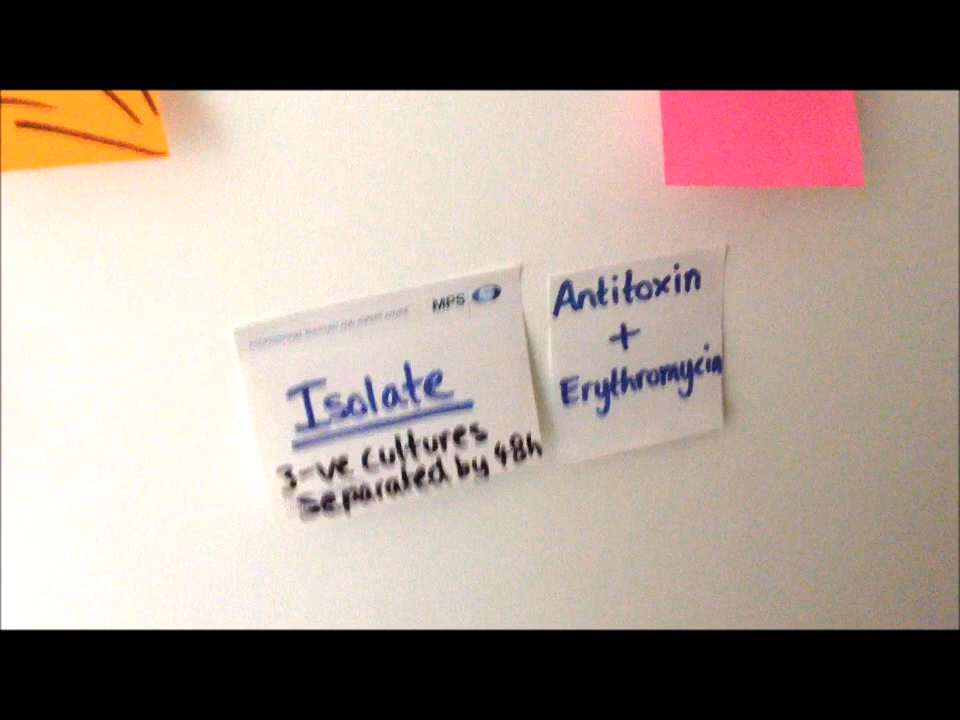 MPS
Isolate
3-ve cultures
separated by 48h
Antitoxin
+
Erythromycin